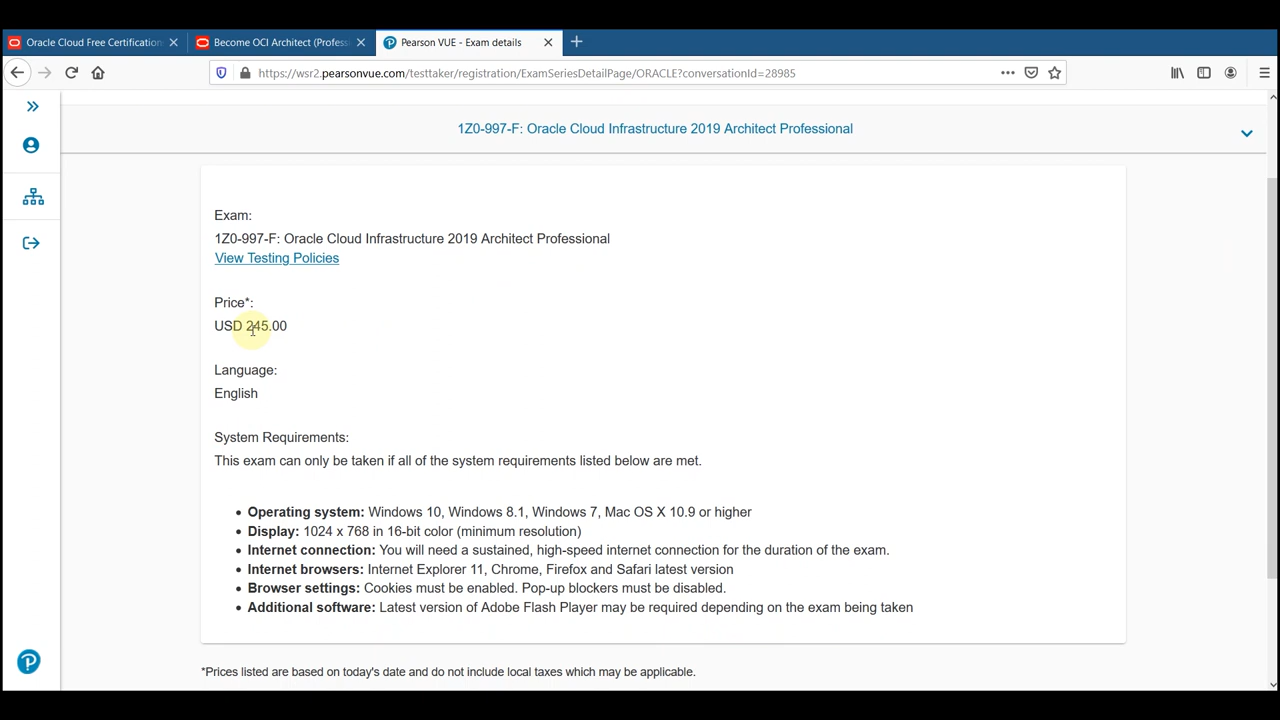 Oracle Cloud Free Certification
Become OCI Architect (Profess
Pearson VUE - Exam details
https://wsr2.pearsonvue.com/testtaker/registration/ExamSeriesDetailPage/ORACLE?conversationId=28985
1Z0-997-F: Oracle Cloud Infrastructure 2019 Architect Professional
Exam:
1Z0-997-F: Oracle Cloud Infrastructure 2019 Architect Professional
View Testing Policies
Price*:
USD 245.00
Language:
English
System Requirements:
This exam can only be taken if all of the system requirements listed below are met.
• Operating system: Windows 10, Windows 8.1, Windows 7, Mac OS X 10.9 or higher
• Display: 1024 x 768 in 16-bit color (minimum resolution)
• Internet connection: You will need a sustained, high-speed internet connection for the duration of the exam.
• Internet browsers: Internet Explorer 11, Chrome, Firefox and Safari latest version
• Browser settings: Cookies must be enabled. Pop-up blockers must be disabled.
• Additional software: Latest version of Adobe Flash Player may be required depending on the exam being taken
*Prices listed are based on today's date and do not include local taxes which may be applicable.